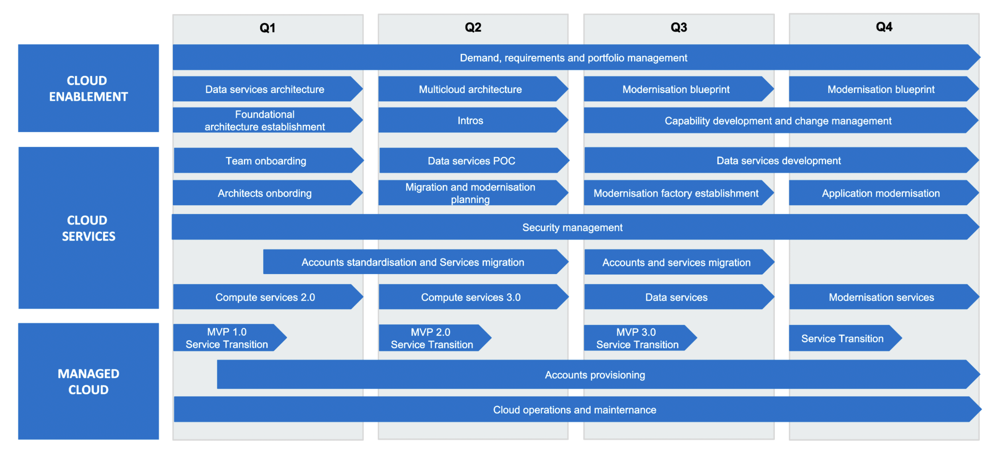 Q1
Q2
Q3
Q4
CLOUD
ENABLEMENT
Demand, requirements and portfolio management
Data services architecture
Multicloud architecture
Modernisation blueprint
Modernisation blueprint
Foundational
architecture establishment
Intros
Capability development and change management
CLOUD
SERVICES
Team onboarding
Data services POC
Data services development
Architects onbording
Migration and modernisation
planning
Modernisation factory establishment
Application modernisation
Security management
Accounts standardisation and Services migration
Accounts and services migration
Compute services 2.0
Compute services 3.0
Data services
Modernisation services
MANAGED
CLOUD
MVP 1.0
Service Transition
MVP 2.0
Service Transition
MVP 3.0
Service Transition
Service Transition
Accounts provisioning
Cloud operations and mainternance